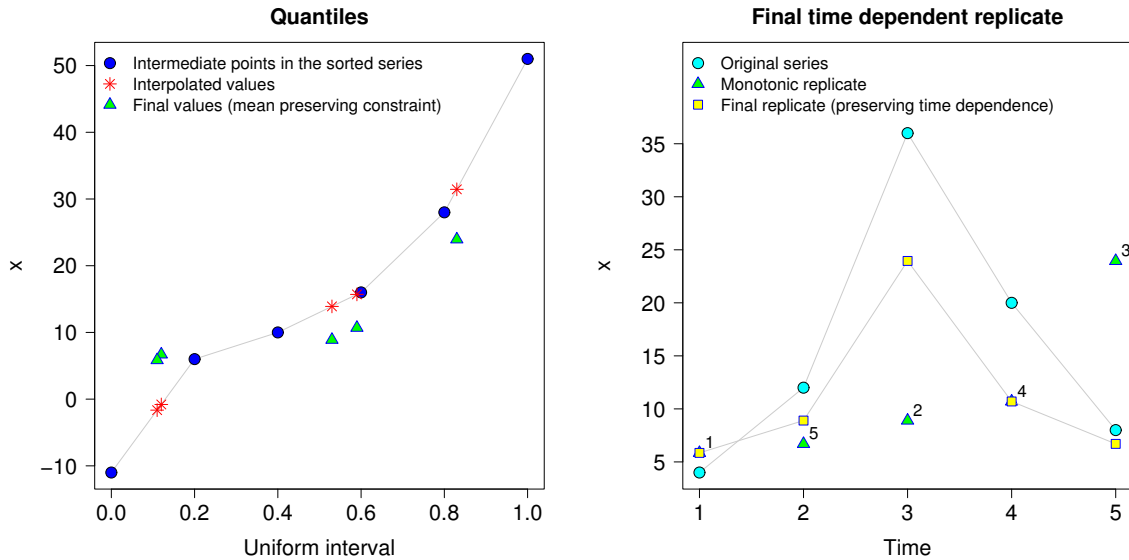 Quantiles
Intermediate points in the sorted series
Interpolated values
Final values (mean preserving constraint)
50
40
30
20
10
0
−10
x
0.0 0.2 0.4 0.6 0.8 1.0
Uniform interval
Final time dependent replicate
Original series
Monotonic replicate
Final replicate (preserving time dependence)
35
30
25
20
15
10
5
x
1
5
2
4
3
1 2 3 4 5
Time